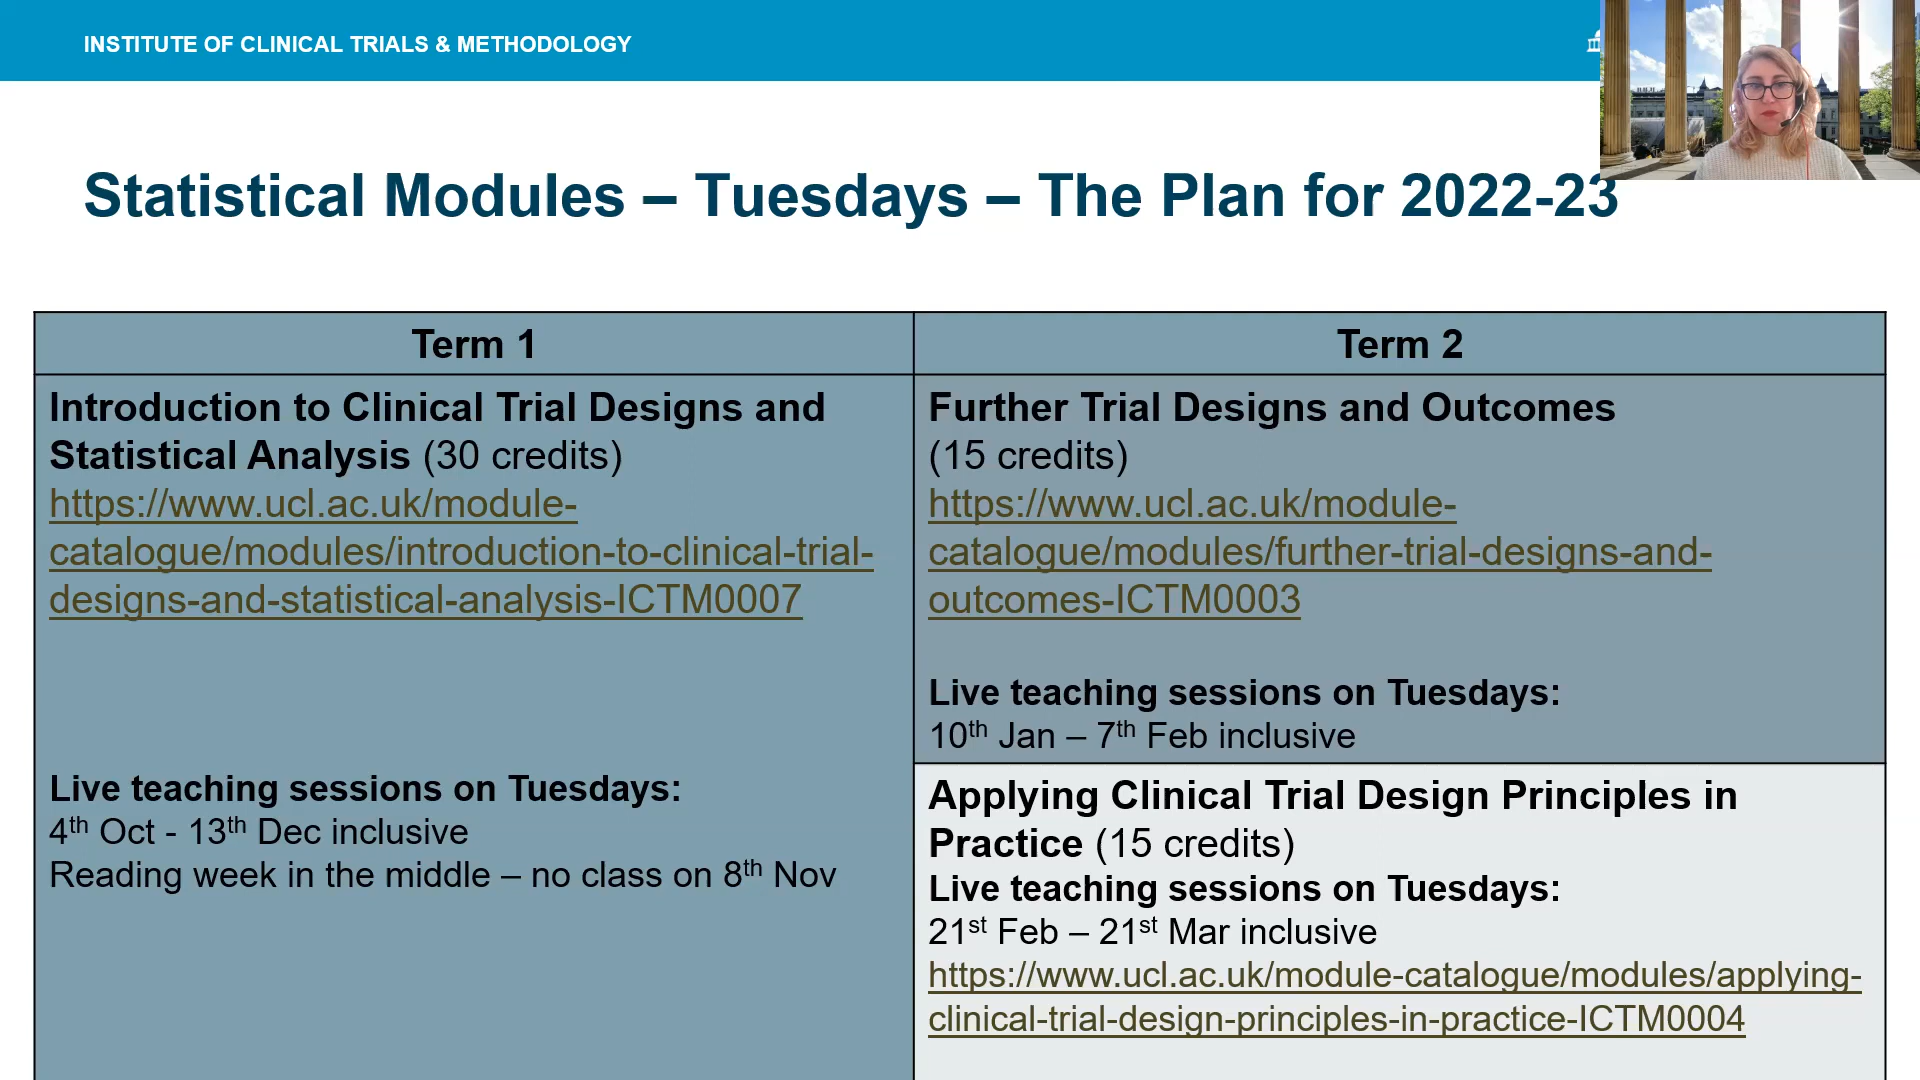 INSTITUTE OF CLINICAL TRIALS & METHODOLOGY
Statistical Modules – Tuesdays – The Plan for 2022-23
Term 1
Introduction to Clinical Trial Designs and
Statistical Analysis (30 credits)
https://www.ucl.ac.uk/module-
catalogue/modules/introduction-to-clinical-trial-
designs-and-statistical-analysis-ICTM0007
Live teaching sessions on Tuesdays:
4th Oct - 13th Dec inclusive
Reading week in the middle – no class on 8th Nov
Term 2
Further Trial Designs and Outcomes
(15 credits)
https://www.ucl.ac.uk/module-
catalogue/modules/further-trial-designs-and-
outcomes-ICTM0003
Live teaching sessions on Tuesdays:
10th Jan – 7th Feb inclusive
Applying Clinical Trial Design Principles in
Practice (15 credits)
Live teaching sessions on Tuesdays:
21st Feb – 21st Mar inclusive
https://www.ucl.ac.uk/module-catalogue/modules/applying-
clinical-trial-design-principles-in-practice-ICTM0004